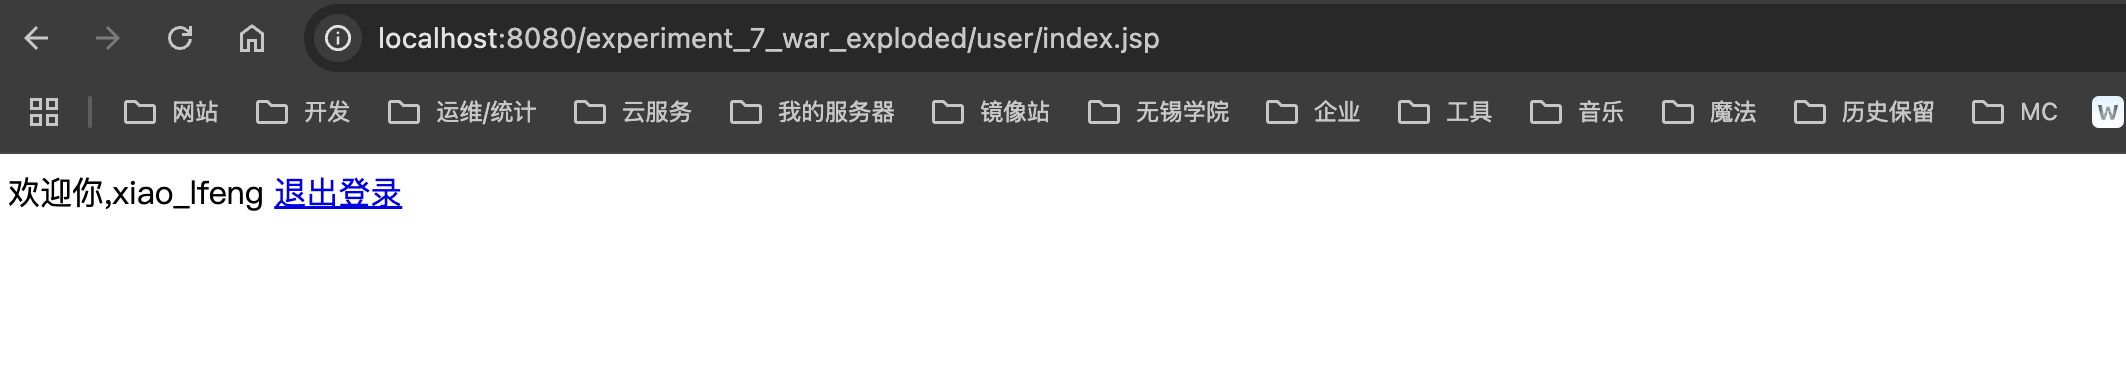 localhost:8080/experiment_7_war_exploded/user/index.jsp
网站 开发 运维/统计 云服务 我的服务器 镜像站 无锡学院 企业 工具 音乐 魔法 历史保留 MC W
欢迎你,xiao_lfeng 退出登录